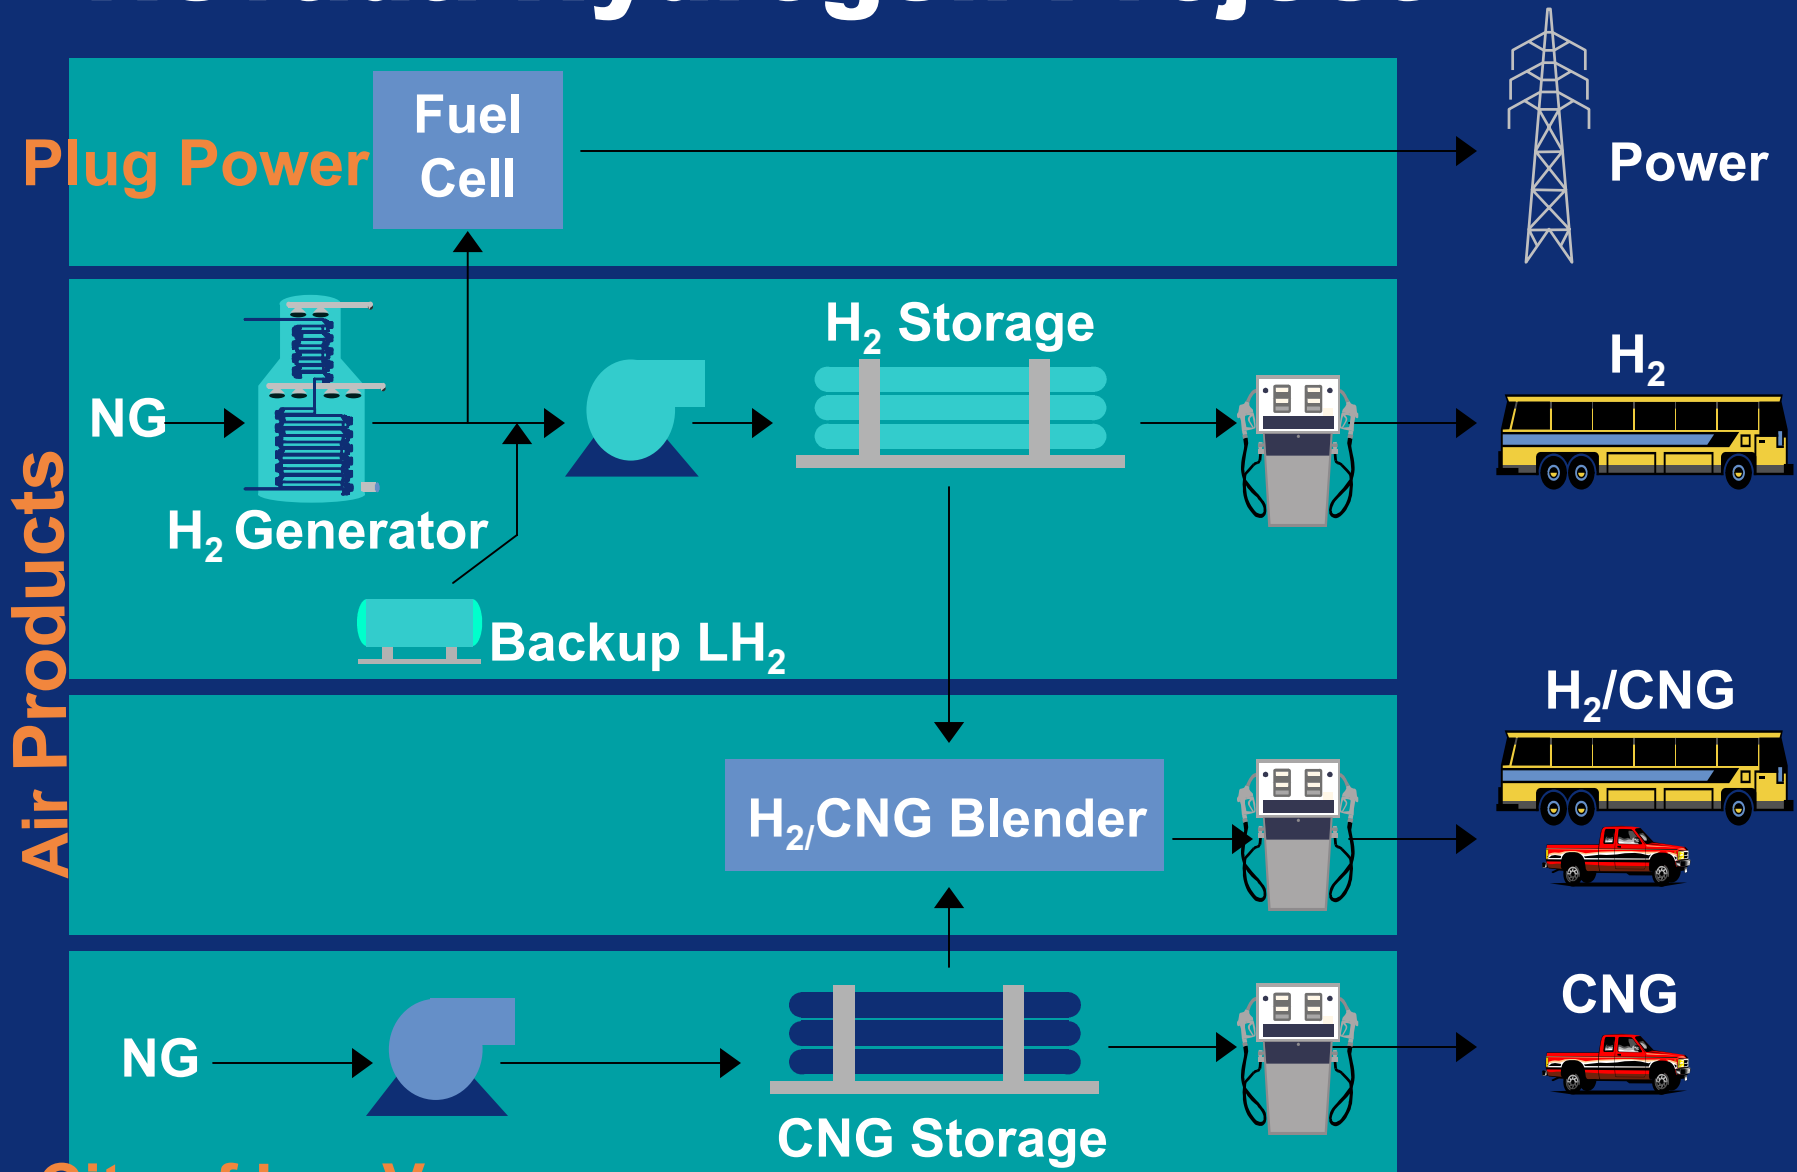 Hydrogen
Fuel
Cell
Plug Power
Power
H₂ Storage
H₂
NG
H₂ Generator
Backup LH₂
Air Products
H₂/CNG
H₂/CNG Blender
CNG
NG
CNG Storage